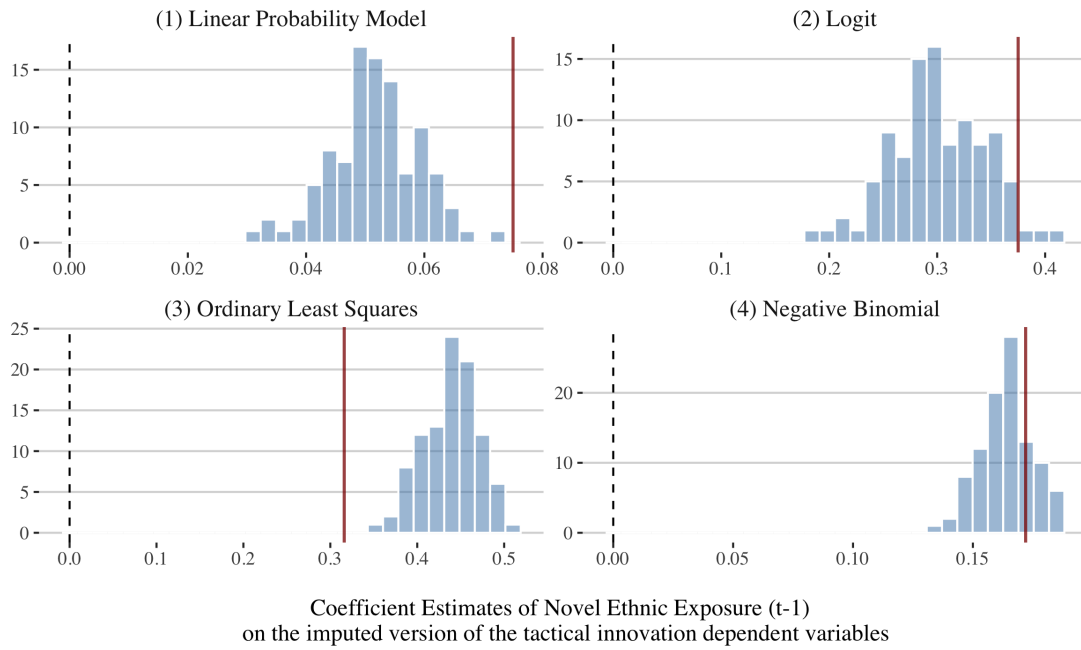 (1) Linear Probability Model
15
10
5
0
0.00 0.02 0.04 0.06 0.08
(2) Logit
15
10
5
0
0.0 0.1 0.2 0.3 0.4
(3) Ordinary Least Squares
25
20
15
10
5
0
0.0 0.1 0.2 0.3 0.4 0.5
(4) Negative Binomial
20
10
0
0.00 0.05 0.10 0.15
Coefficient Estimates of Novel Ethnic Exposure (t-1)
on the imputed version of the tactical innovation dependent variables